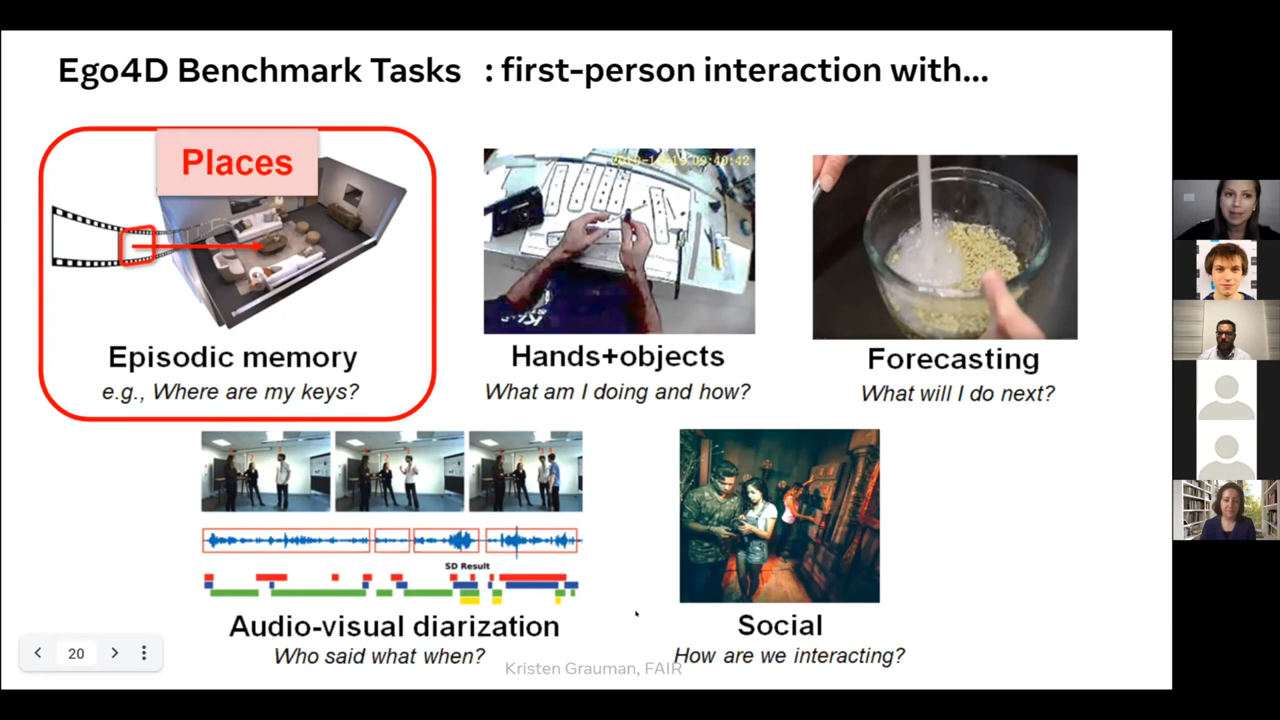 Ego4D Benchmark Tasks : first-person interaction with...
Places
Episodic memory
e.g., Where are my keys?
Hands+objects
What am I doing and how?
Forecasting
What will I do next?
SD Result
Audio-visual diarization
Who said what when?
Social
How are we interacting?
20
Kristen Grauman, FAIR